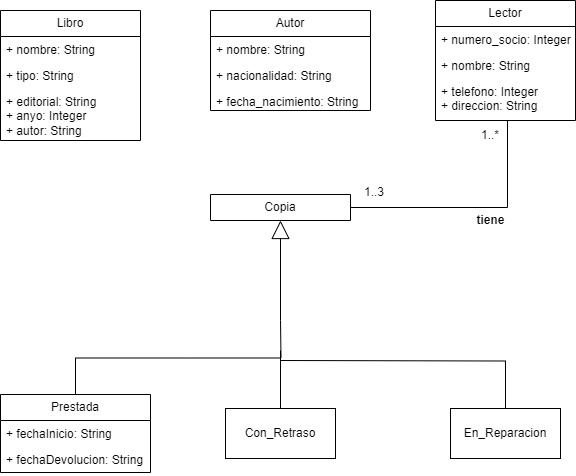 Libro
+ nombre: String
+ tipo: String
+ editorial: String
+ anyo: Integer
+ autor: String
Autor
+ nombre: String
+ nacionalidad: String
+ fecha_nacimiento: String
Lector
+ numero_socio: Integer
+ nombre: String
+ telefono: Integer
+ direccion: String
1..*
1..3
Copia
tiene
Prestada
+ fechaInicio: String
+ fechaDevolucion: String
Con_Retraso
En_Reparacion